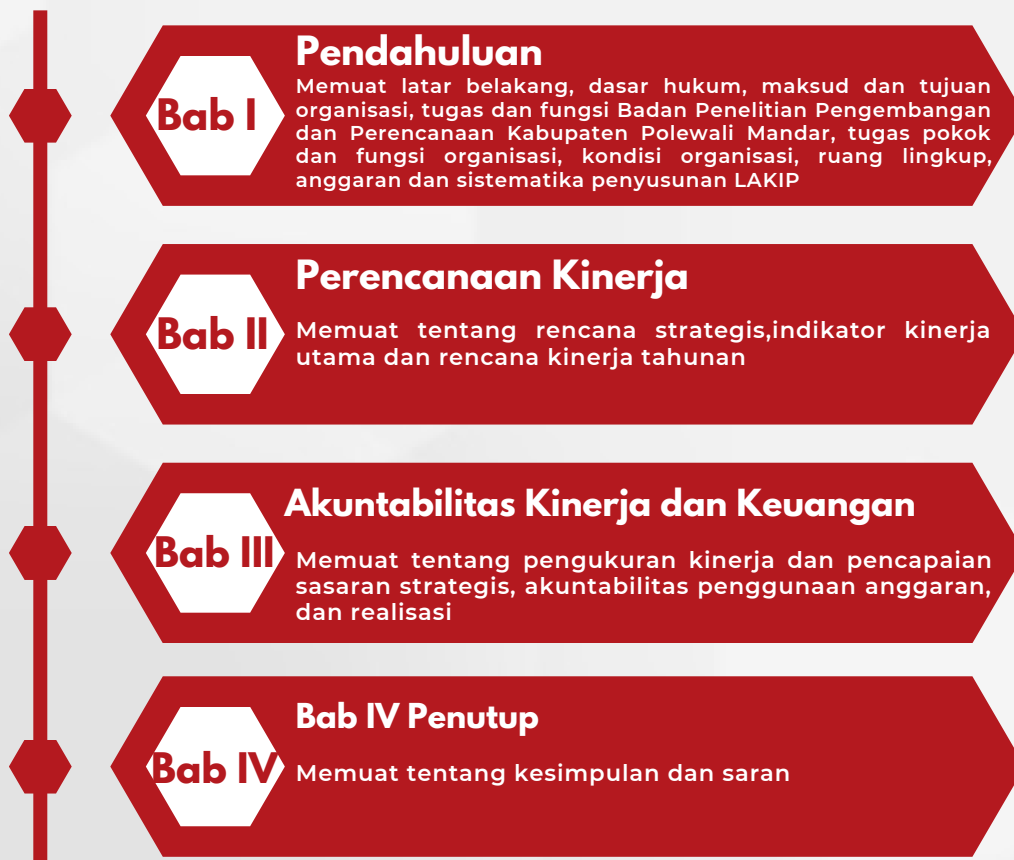 Bab I
Pendahuluan
Memuat latar belakang, dasar hukum, maksud dan tujuan
organisasi, tugas dan fungsi Badan Penelitian Pengembangan
dan Perencanaan Kabupaten Polewali Mandar, tugas pokok
dan fungsi organisasi, kondisi organisasi, ruang lingkup,
anggaran dan sistematika penyusunan LAKIP
Bab II
Perencanaan Kinerja
Memuat tentang rencana strategis,indikator kinerja
utama dan rencana kinerja tahunan
Bab III
Akuntabilitas Kinerja dan Keuangan
Memuat tentang pengukuran kinerja dan pencapaian
sasaran strategis, akuntabilitas penggunaan anggaran,
dan realisasi
Bab IV
Bab IV Penutup
Memuat tentang kesimpulan dan saran